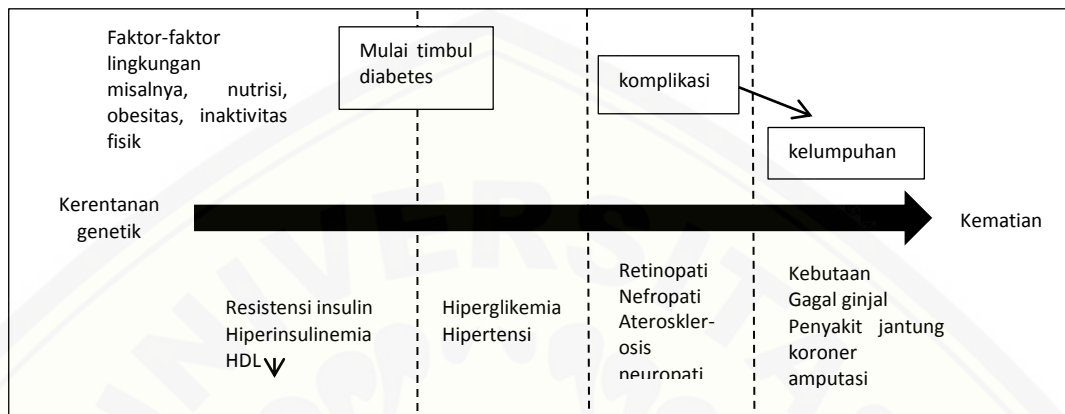 Faktor-faktor
lingkungan
misalnya, nutrisi,
obesitas, inaktivitas
fisik
Mulai timbul
diabetes
komplikasi
kelumpuhan
Kerentanan
genetik
Kematian
Resistensi insulin
Hiperinsulinemia
HDL
Hiperglikemia
Hipertensi
Retinopati
Nefropati
Ateroskler-
osis
neuropati
Kebutaan
Gagal ginjal
Penyakit jantung
koroner
amputasi
UNIVERSITA